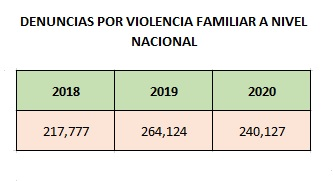 DENUNCIAS POR VIOLENCIA FAMILIAR A NIVEL
NACIONAL
2018 2019 2020
217,777 264,124 240,127